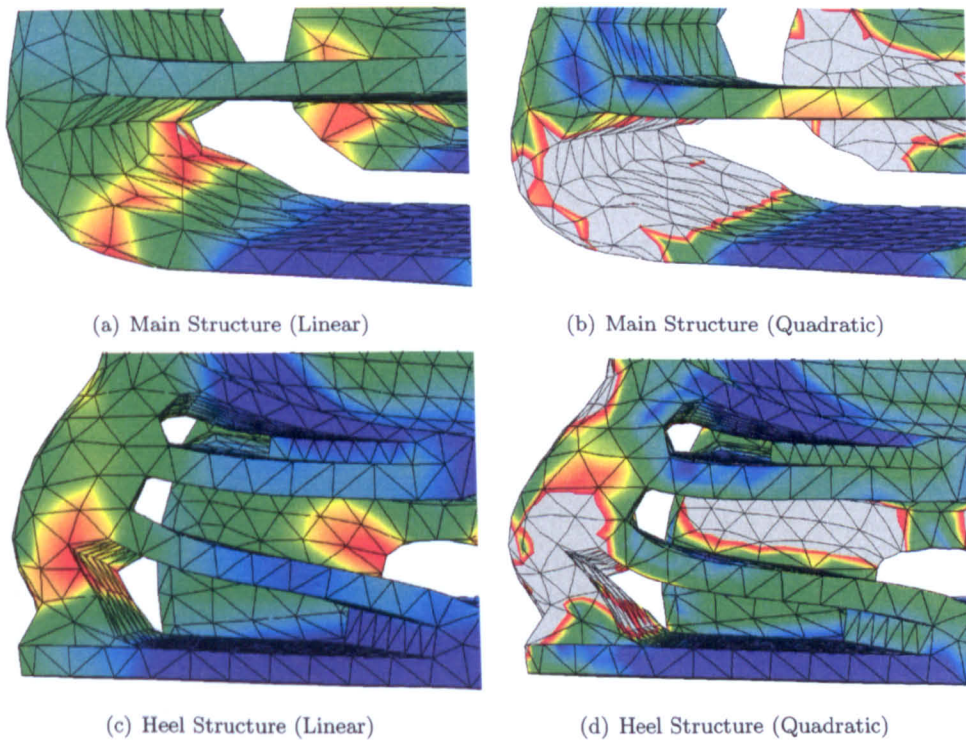 (a) Main Structure (Linear)
(b) Main Structure (Quadratic)
(c) Heel Structure (Linear)
(d) Heel Structure (Quadratic)